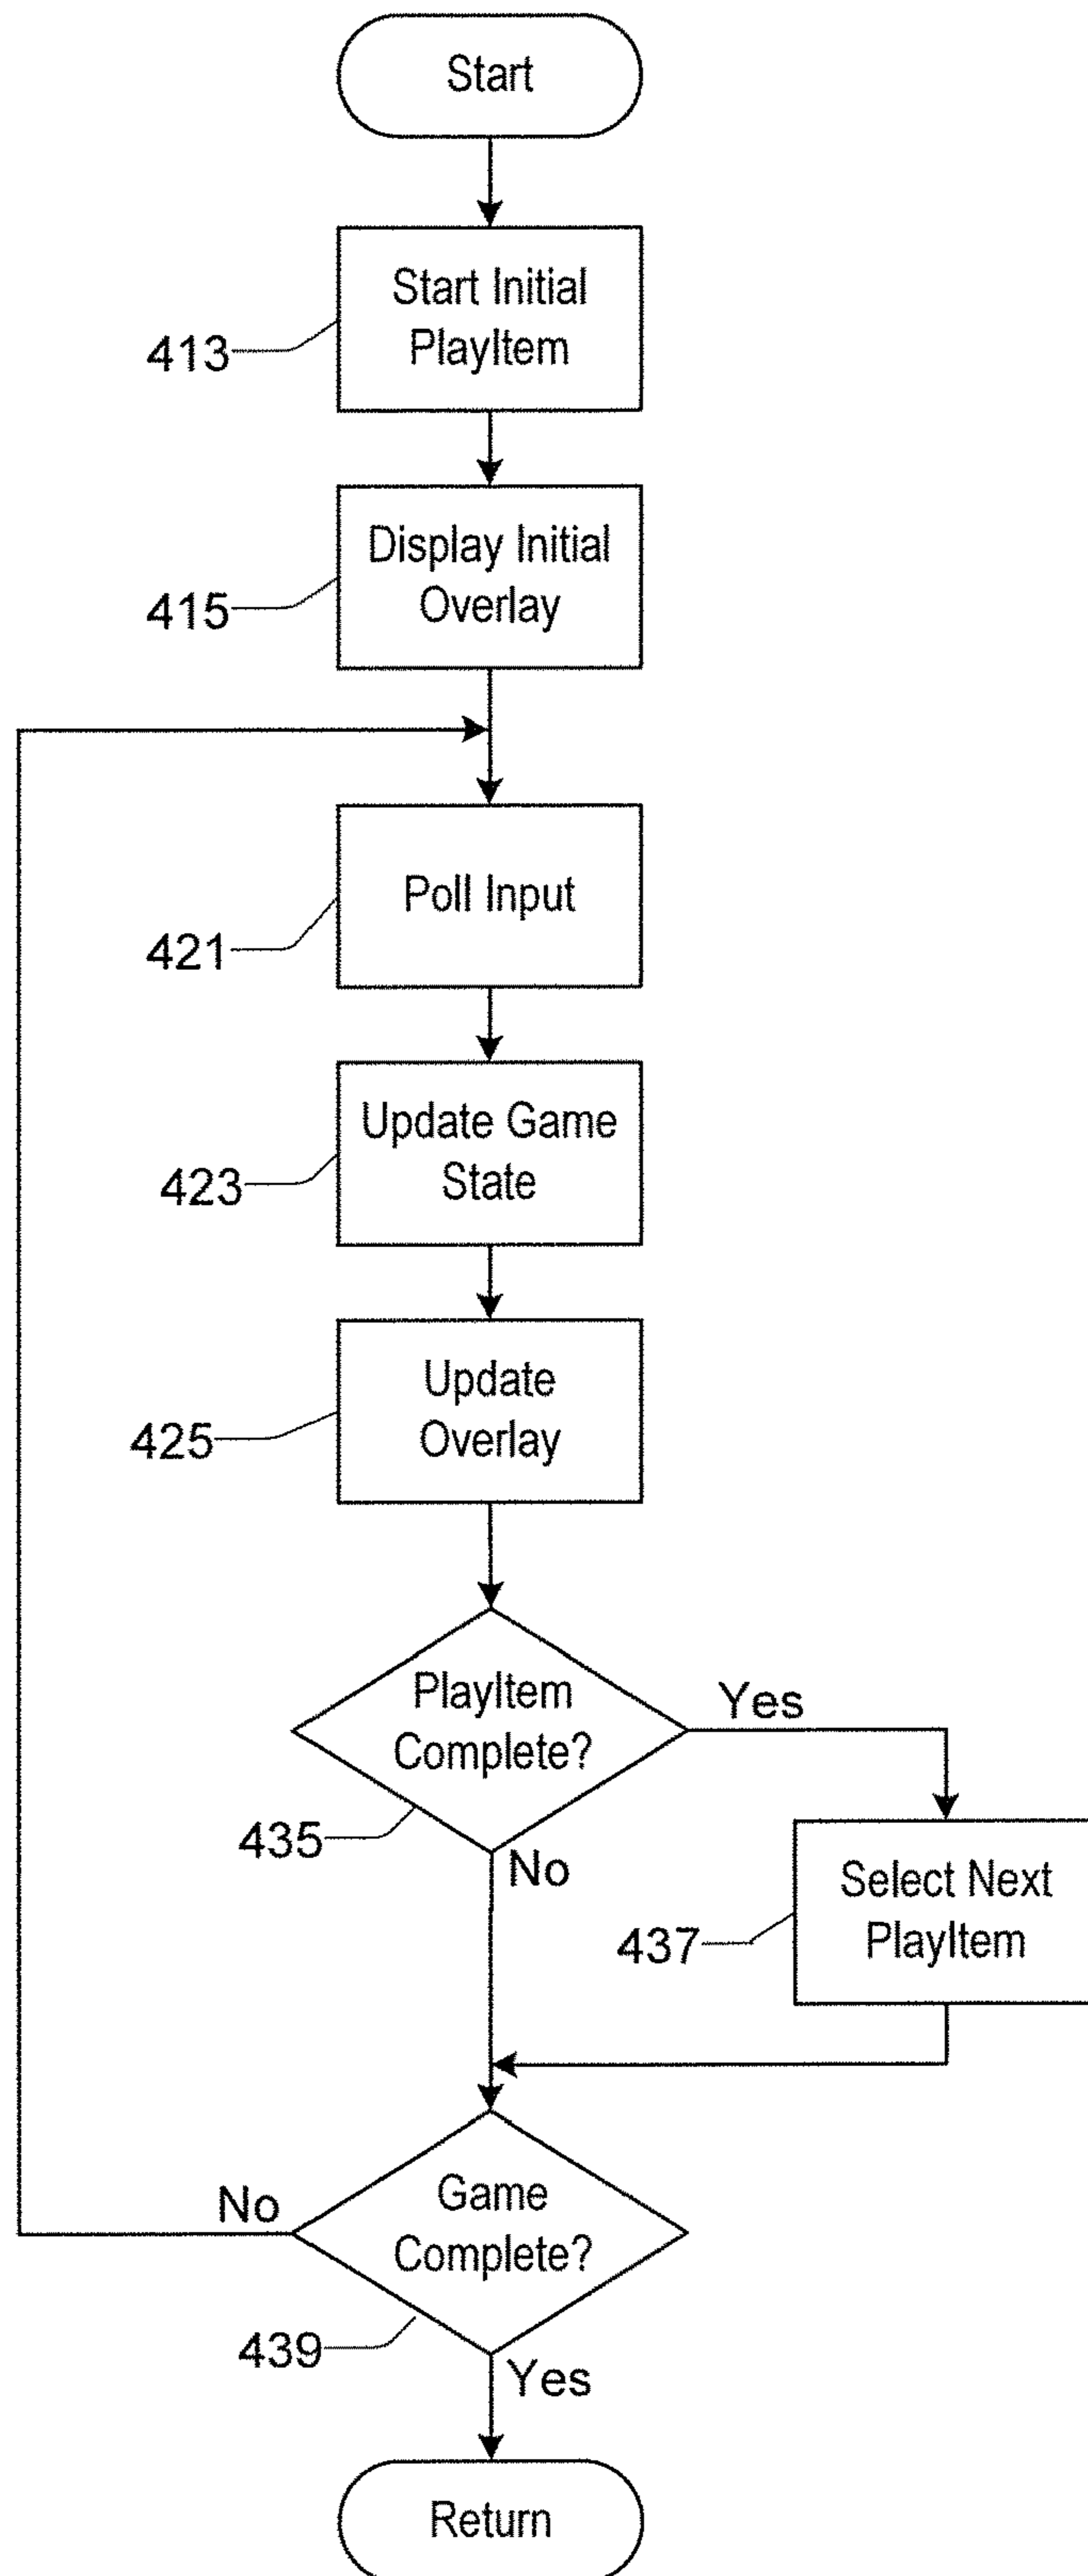 Start
Start Initial
PlayItem
413
Display Initial
Overlay
415
Poll Input
421
Update Game
State
423
Update
Overlay
425
PlayItem
Complete?
Yes
435
No
Select Next
PlayItem
437
Game
Complete?
No
439
Yes
Return